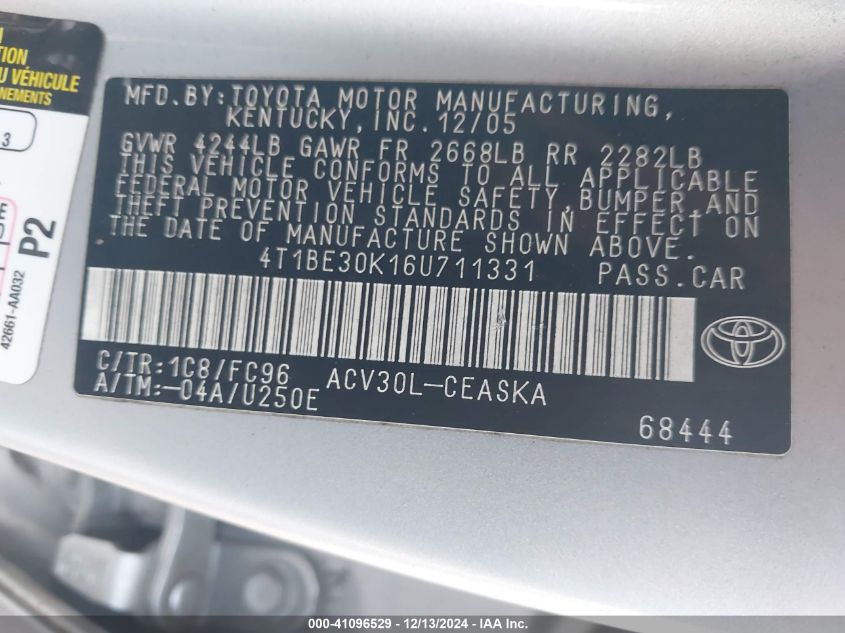 TION
U VÉHICULE
NEMENTS
3
P2
42661-AA032
MFD.BY:TOYOTA MOTOR MANUFACTURING,
KENTUCKY,INC.12/05
GVWR 4244LB GAWR FR 2668LB RR 2282LB
THIS VEHICLE CONFORMS TO ALL APPLICABLE
FEDERAL MOTOR VEHICLE SAFETY,BUMPER,AND
THEFT PREVENTION STANDARDS IN EFFECT ON
THE DATE OF MANUFACTURE SHOWN ABOVE.
4T1BE30K16U711331 PASS.CAR
C/TR:1C8/FC96 ACV30L-CEASKA
A/TM:-04A/U250E
68444
000-41096529 - 12/13/2024 - IAA Inc.